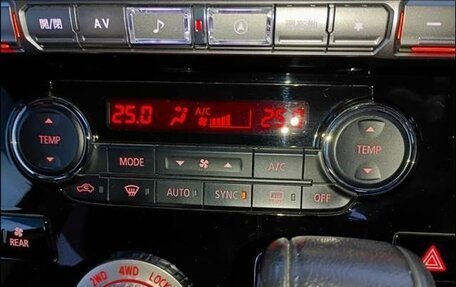 開/閉 AV
25.0 A/C
TEMP TEMP
MODE A/C
AUTO SYNC OFF
REAR
2WD 4WD LOCK